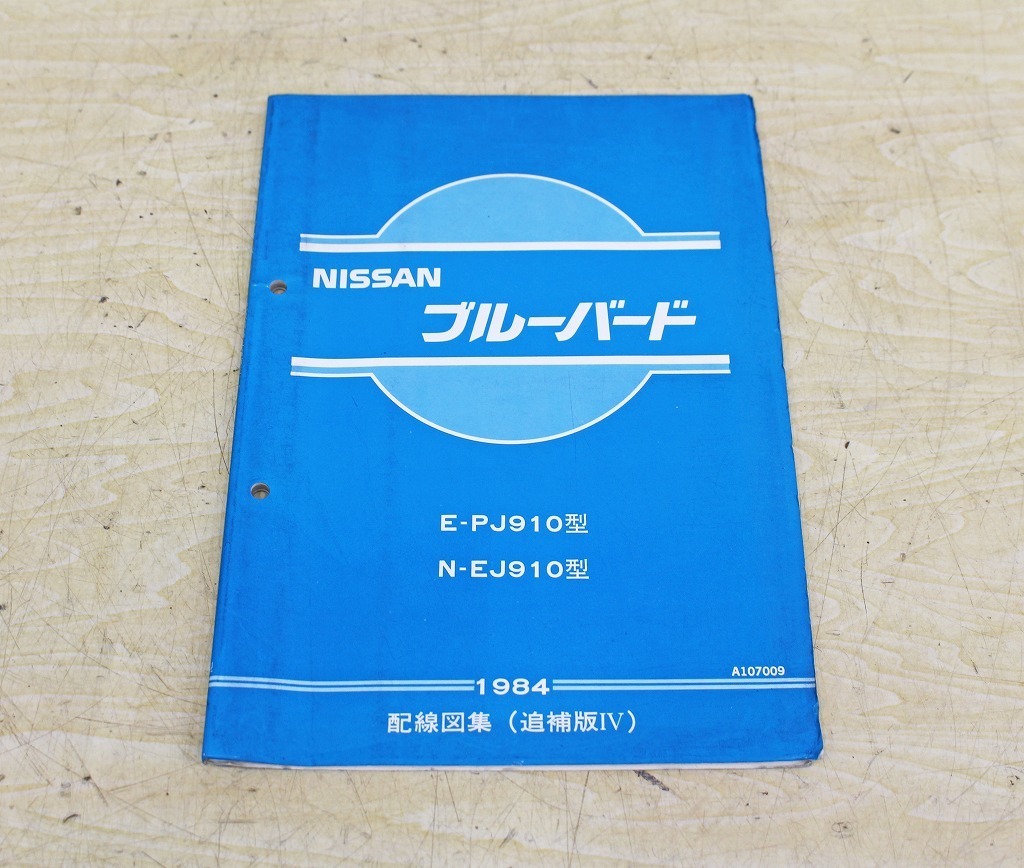 NISSAN
ブルーバード
E-PJ910型
N-EJ910型
A107009
1984
配線図集（追補版IV）